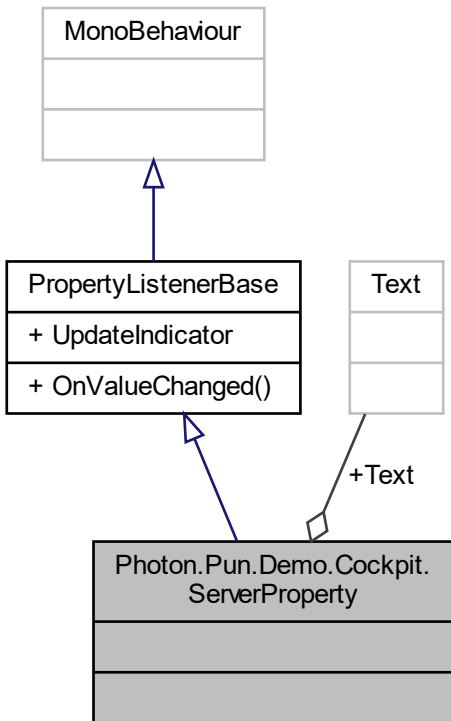 MonoBehaviour
PropertyListenerBase
+ UpdateIndicator
+ OnValueChanged()
Text
+Text
Photon.Pun.Demo.Cockpit.
ServerProperty